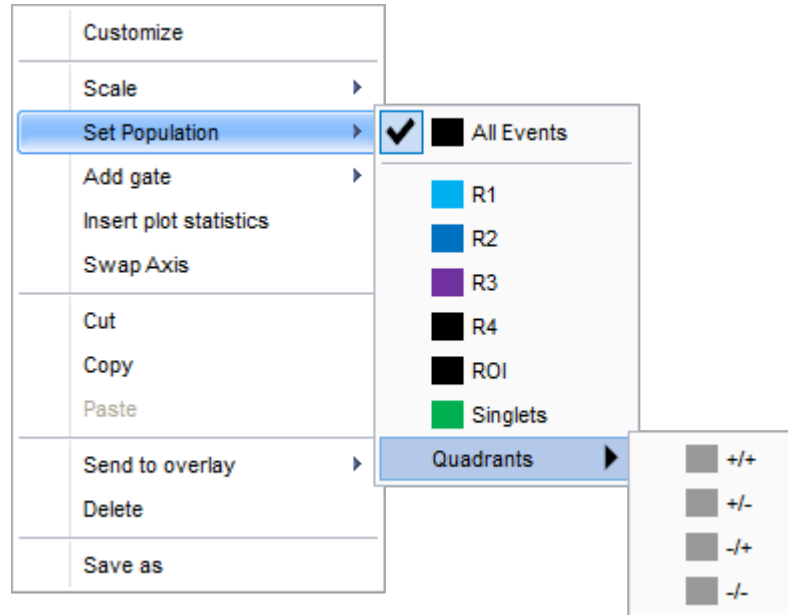 Customize
Scale
Set Population
Add gate
Insert plot statistics
Swap Axis
Cut
Copy
Paste
Send to overlay
Delete
Save as
All Events
R1
R2
R3
R4
ROI
Singlets
Quadrants
+/+
+/-
-/+
-/-